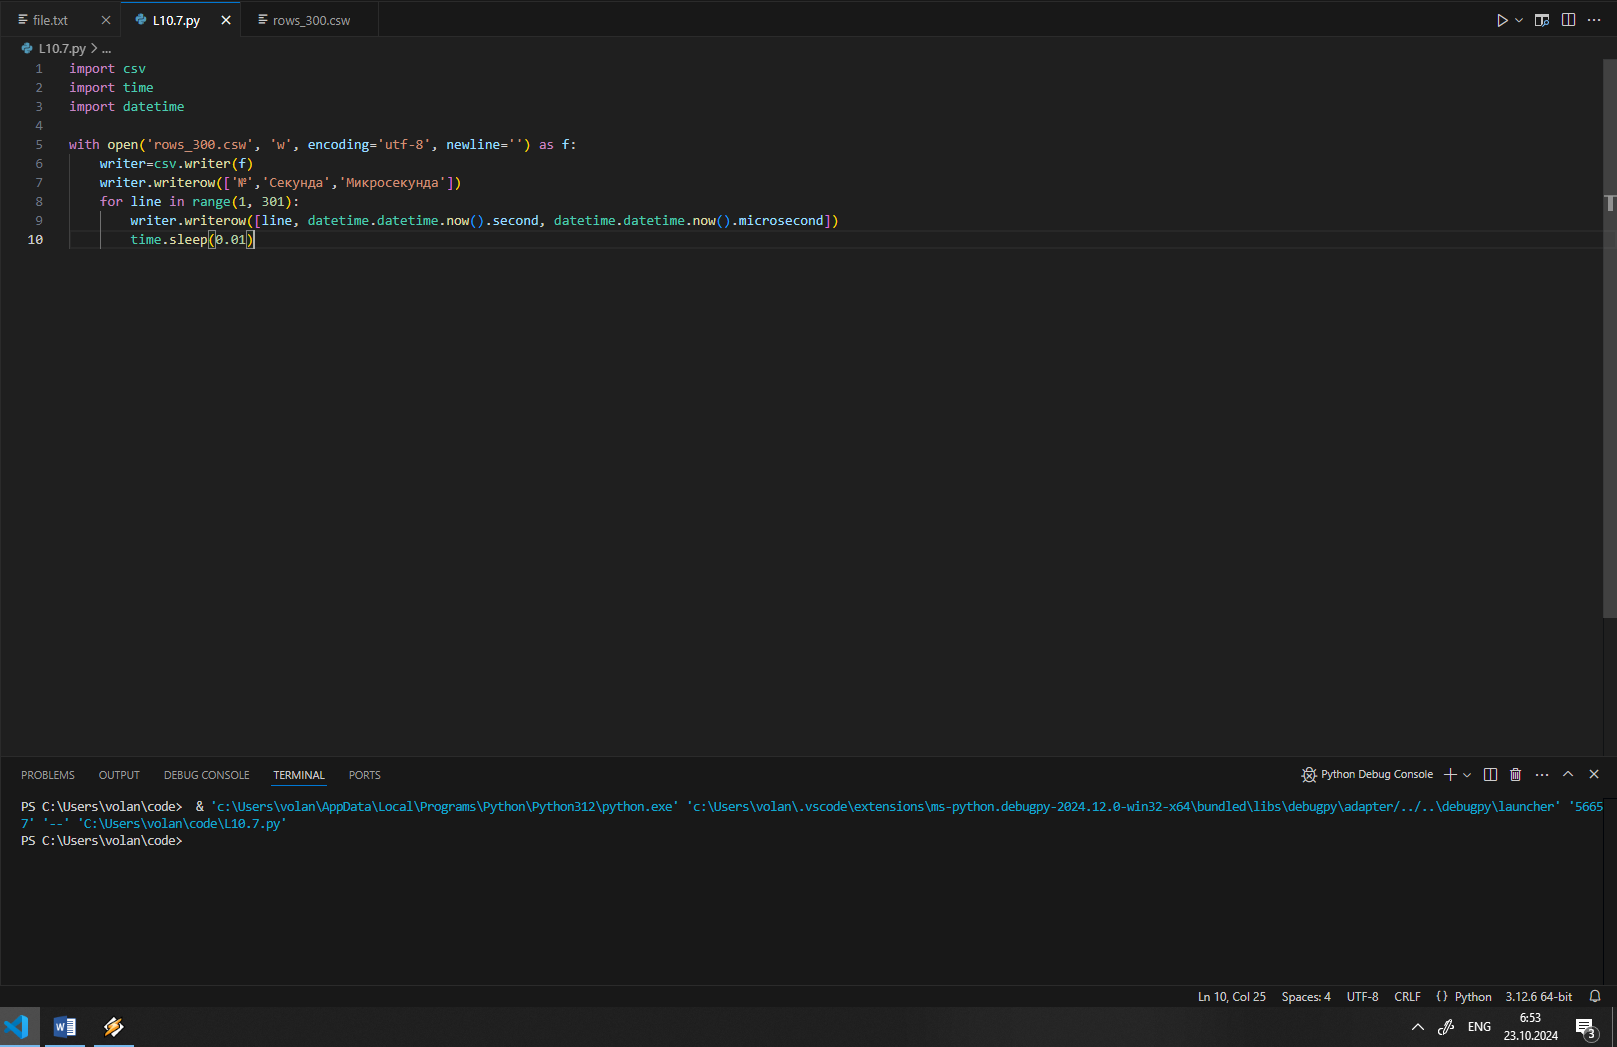 file.txt
L10.7.py
rows_300.csw
L10.7.py > ...
1 import csv
2 import time
3 import datetime
4
5 with open('rows_300.csw', 'w', encoding='utf-8', newline='') as f:
6     writer=csv.writer(f)
7     writer.writerow(['№','Секунда','Микросекунда'])
8     for line in range(1, 301):
9         writer.writerow([line, datetime.datetime.now().second, datetime.datetime.now().microsecond])
10         time.sleep(0.01)
PROBLEMS OUTPUT DEBUG CONSOLE TERMINAL PORTS
Python Debug Console
PS C:\Users\volan\code>  & 'c:\Users\volan\AppData\Local\Programs\Python\Python312\python.exe' 'c:\Users\volan\.vscode\extensions\ms-python.debugpy-2024.12.0-win32-x64\bundled\libs\debugpy\adapter/../..\debugpy\launcher' '5665
7' '--' 'C:\Users\volan\code\L10.7.py'
PS C:\Users\volan\code>
Ln 10, Col 25 Spaces: 4 UTF-8 CRLF {} Python 3.12.6 64-bit
W
ENG
6:53
23.10.2024
3